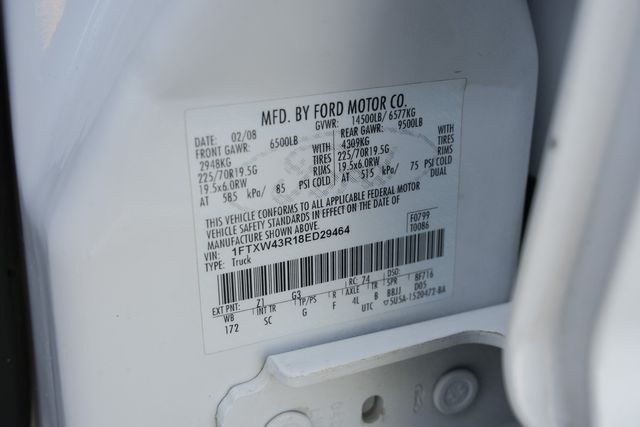 MFD. BY FORD MOTOR CO.
DATE: 02/08 GVWR: 14500LB/ 6577KG
FRONT GAWR: 6500LB REAR GAWR: 9500LB
2948KG WITH 4309KG WITH
225/70R19.5G TIRES 225/70R19.5G TIRES
19.5x6.0RW RIMS 19.5x6.0RW RIMS
AT 585 kPa/ 85 PSI COLD AT 515 kPa/ 75 PSI COLD
DUAL
THIS VEHICLE CONFORMS TO ALL APPLICABLE FEDERAL MOTOR
VEHICLE SAFETY STANDARDS IN EFFECT ON THE DATE OF
MANUFACTURE SHOWN ABOVE.
F0799
T0086
VIN: 1FTXW43R18ED29464
TYPE: Truck
EXT PNT: Z1 G3 RC: 74 DSO:
WB INT TR TP/PS R AXLE TR SPR 8F716
172 SC G F 4L B BBJJ D05
UTC 5U5A-1520472-BA